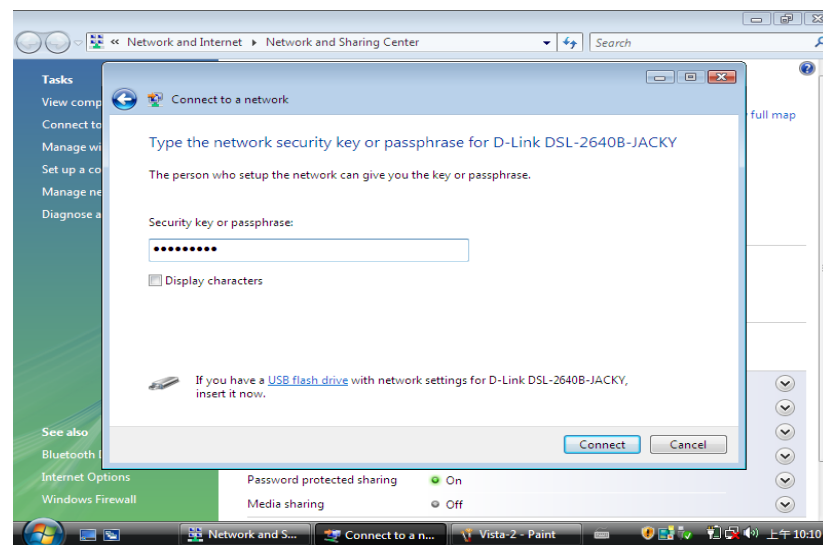 « Network and Internet ▸ Network and Sharing Center
Search
Tasks
View comp
Connect to
Manage wi
Set up a co
Manage ne
Diagnose a
full map
Connect to a network
Type the network security key or passphrase for D-Link DSL-2640B-JACKY
The person who setup the network can give you the key or passphrase.
Security key or passphrase:
•••••••••
Display characters
If you have a USB flash drive with network settings for D-Link DSL-2640B-JACKY,
insert it now.
Connect
Cancel
See also
Bluetooth
Internet Options
Windows Firewall
Password protected sharing
On
Media sharing
Off
Network and S...
Connect to a n...
Vista-2 - Paint
上午 10:10